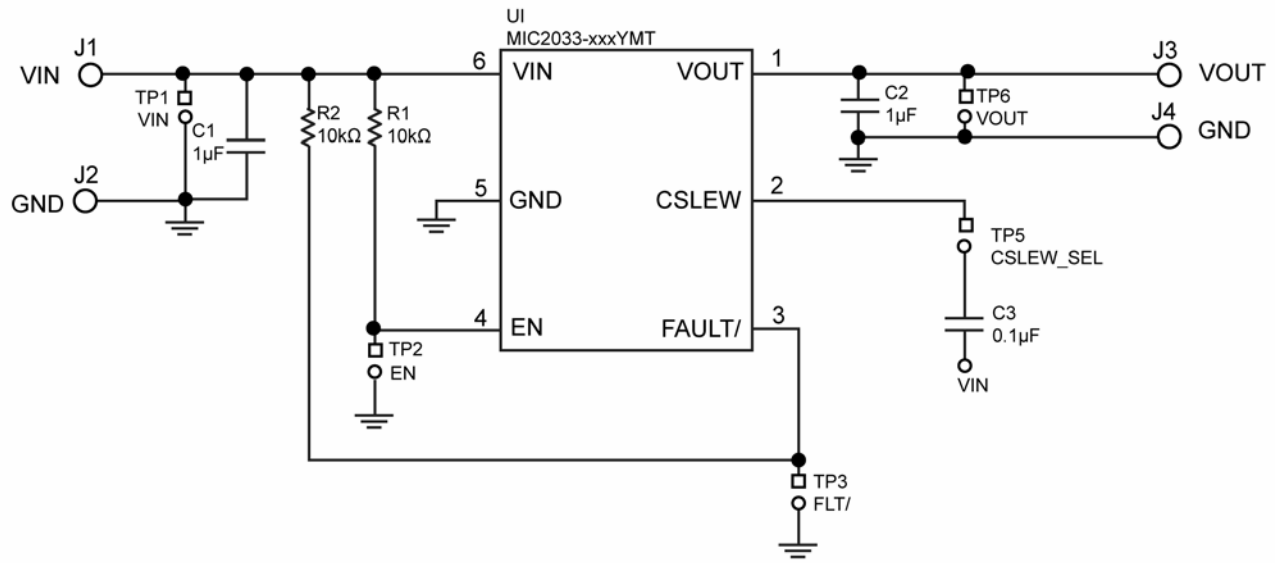 UI
MIC2033-xxxYMT
J1
VIN
TP1
VIN
C1
1µF
R2
10kΩ
R1
10kΩ
6
VIN
VOUT
1
C2
1µF
TP6
VOUT
J3
VOUT
J4
GND
J2
GND
5
GND
CSLEW
2
TP5
CSLEW_SEL
C3
0.1µF
VIN
4
EN
FAULT/
3
TP2
EN
TP3
FLT/